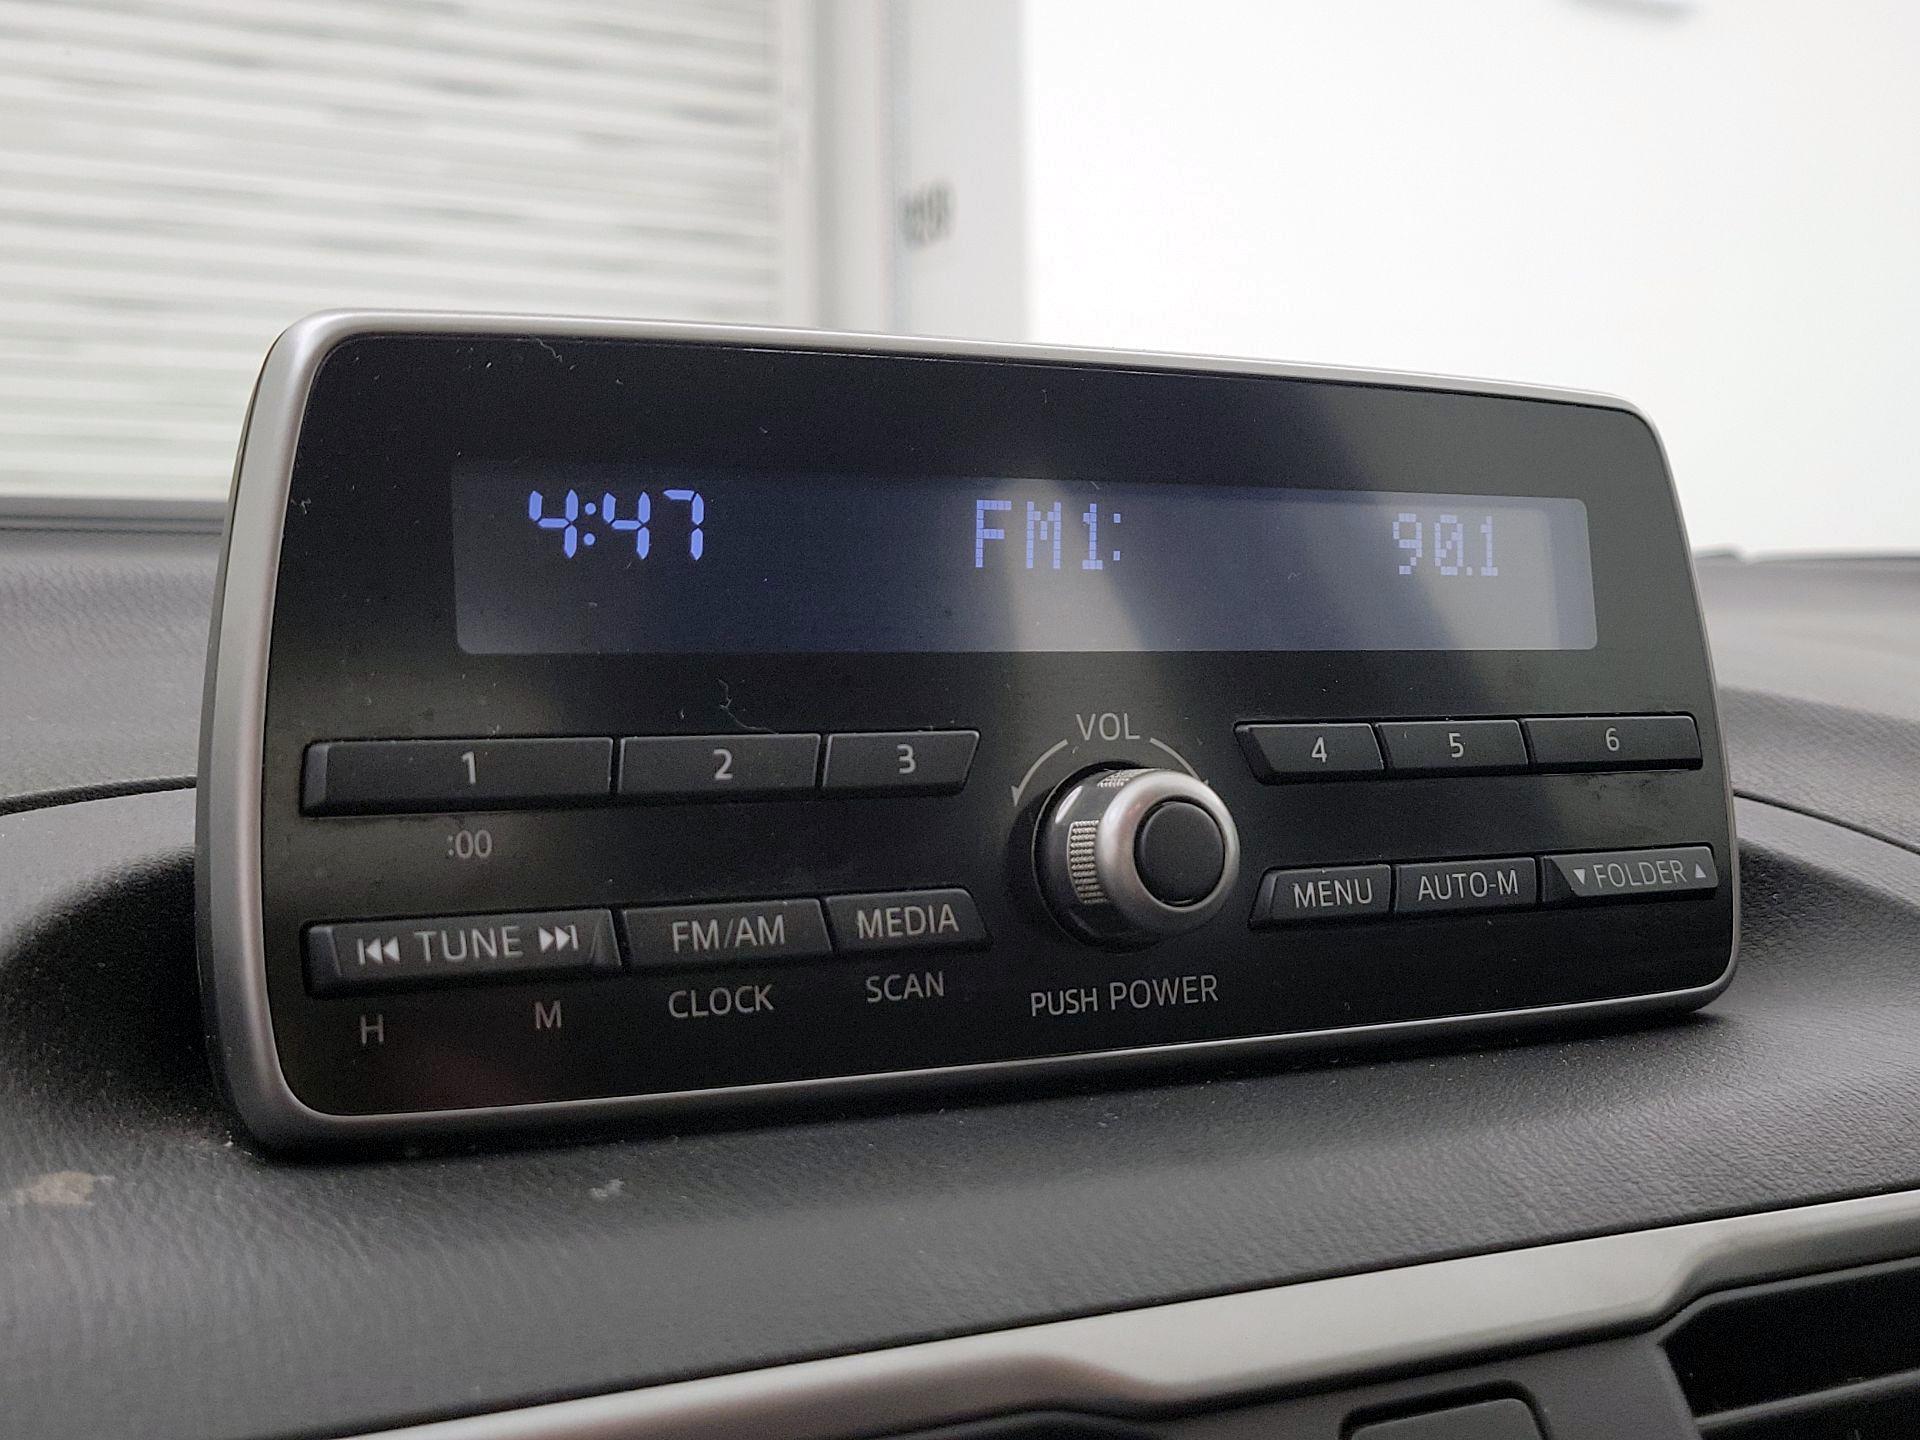 4:47 FM1: 90.1
VOL
1 2 3 4 5 6
:00
TUNE FM/AM MEDIA MENU AUTO-M ▼FOLDER▲
H M CLOCK SCAN PUSH POWER